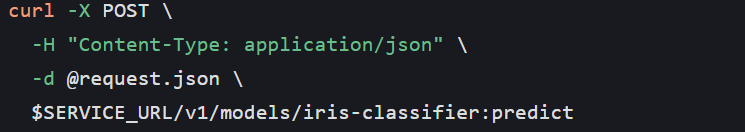 curl -X POST \
  -H "Content-Type: application/json" \
  -d @request.json \
  $SERVICE_URL/v1/models/iris-classifier:predict